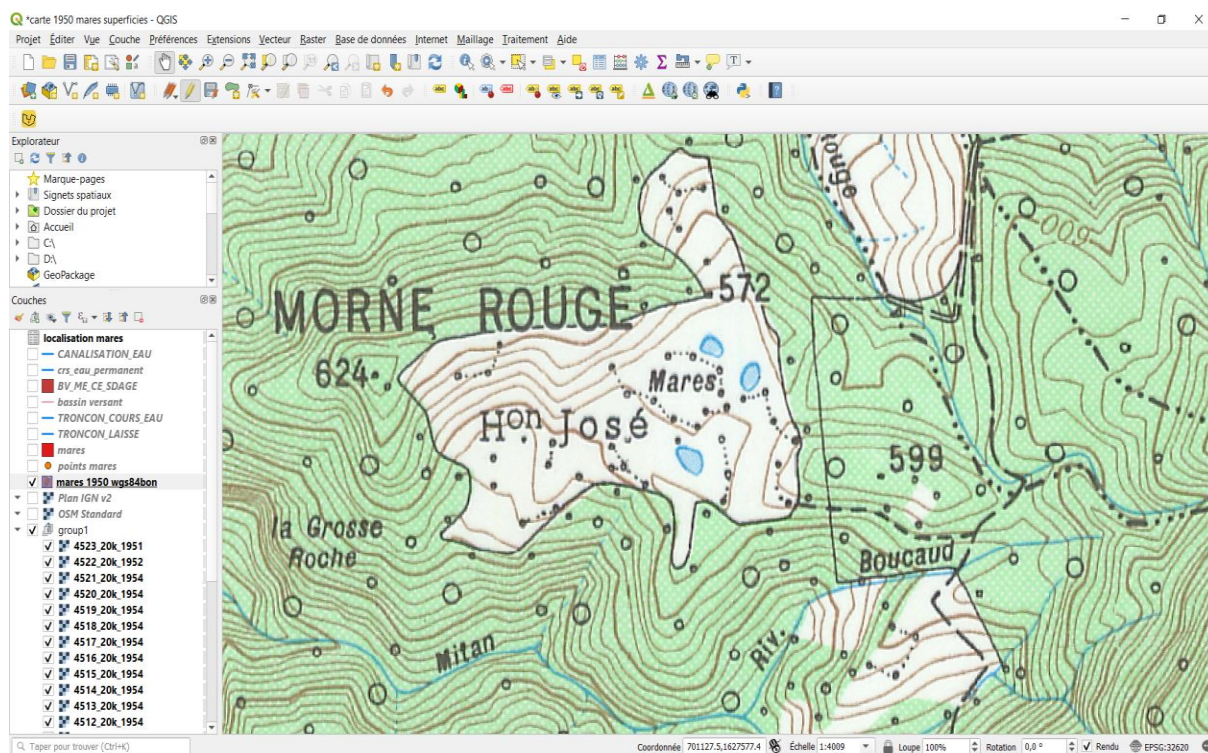 *carte 1950 mares superficies - QGIS
Projet Éditer Vue Couche Préférences Extensions Vecteur Raster Base de données Internet Maillage Traitement Aide
Explorateur
Marque-pages
Signets spatiaux
Dossier du projet
Accueil
C:\
D:\
GeoPackage
Couches
localisation mares
CANALISATION_EAU
crs_eau_permanent
BV_ME_CE_SDAGE
bassin versant
TRONCON_COURS_EAU
TRONCON_LAISSE
mares
points mares
mares 1950 wgs84bon
Plan IGN v2
OSM Standard
group1
4523_20k_1951
4522_20k_1952
4521_20k_1954
4520_20k_1954
4519_20k_1954
4518_20k_1954
4517_20k_1954
4516_20k_1954
4515_20k_1954
4514_20k_1954
4513_20k_1954
4512_20k_1954
Rouge
600
572
MORNE ROUGE
624
Mares
Hon José
599
la Grosse
Roche
Boucaud
Mitan
Riv.
Taper pour trouver (Ctrl+K)
Coordonnée 701127.5,1627577.4 Échelle 1:4009 Loupe 100% Rotation 0,0 ° Rendu EPSG:32620